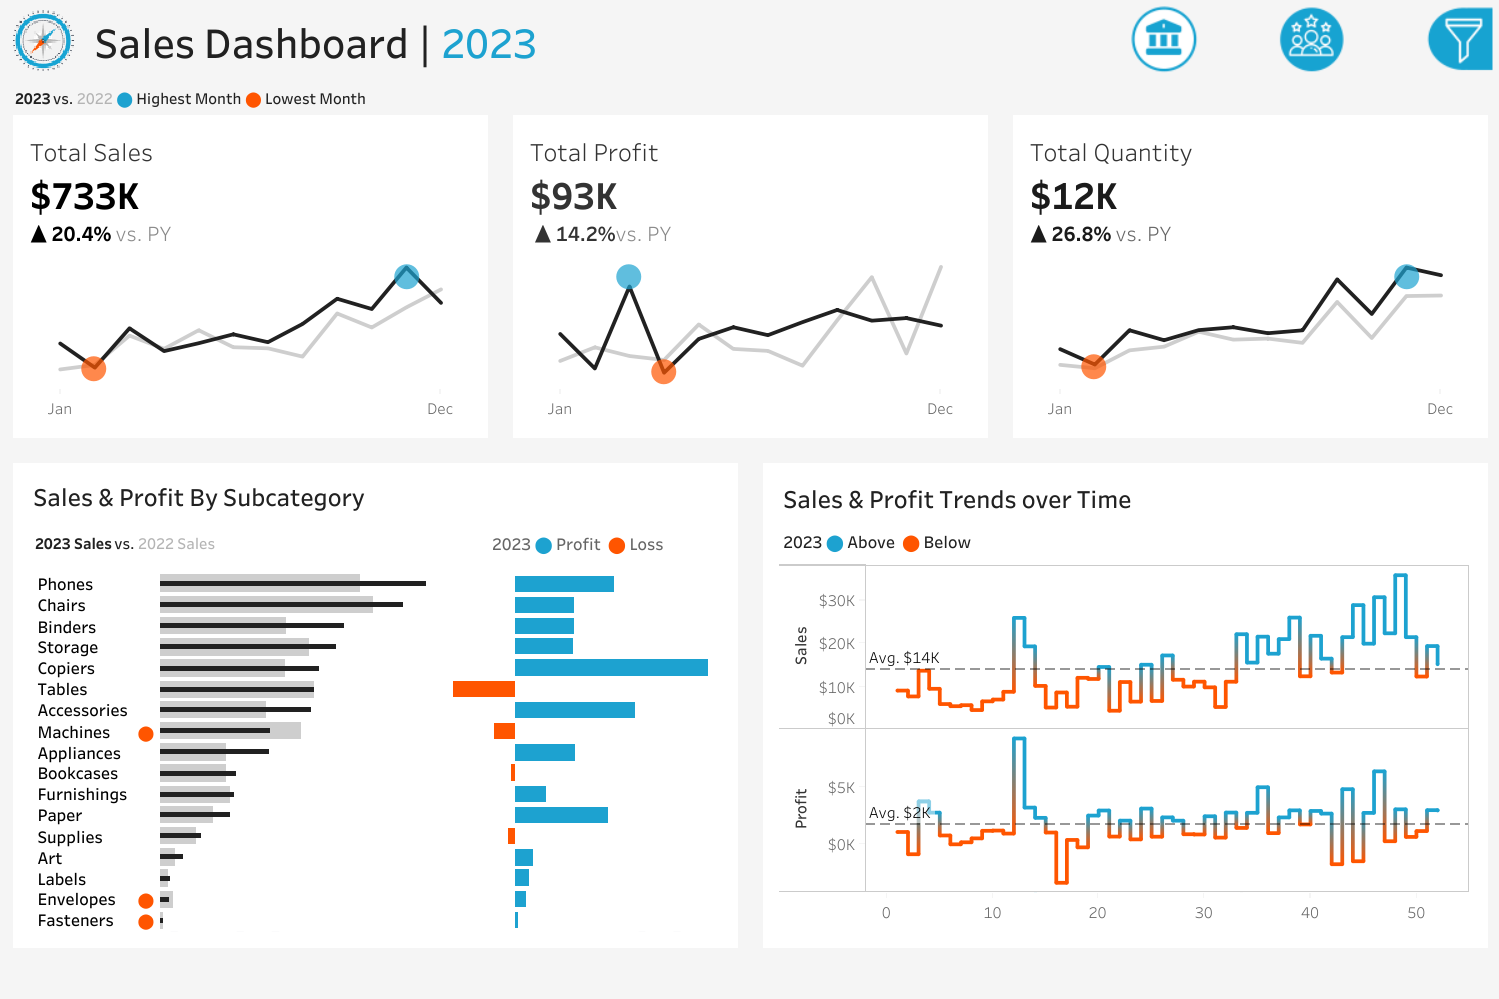 Sales Dashboard | 2023
2023 vs. 2022 Highest Month Lowest Month
Total Sales
$733K
▲ 20.4% vs. PY
Jan Dec
Total Profit
$93K
▲ 14.2% vs. PY
Jan Dec
Total Quantity
$12K
▲ 26.8% vs. PY
Jan Dec
Sales & Profit By Subcategory
2023 Sales vs. 2022 Sales
2023 Profit Loss
Phones
Chairs
Binders
Storage
Copiers
Tables
Accessories
Machines
Appliances
Bookcases
Furnishings
Paper
Supplies
Art
Labels
Envelopes
Fasteners
Sales & Profit Trends over Time
2023 Above Below
Sales
$30K
$20K
Avg. $14K
$10K
$0K
Profit
$5K
Avg. $2K
$0K
0 10 20 30 40 50